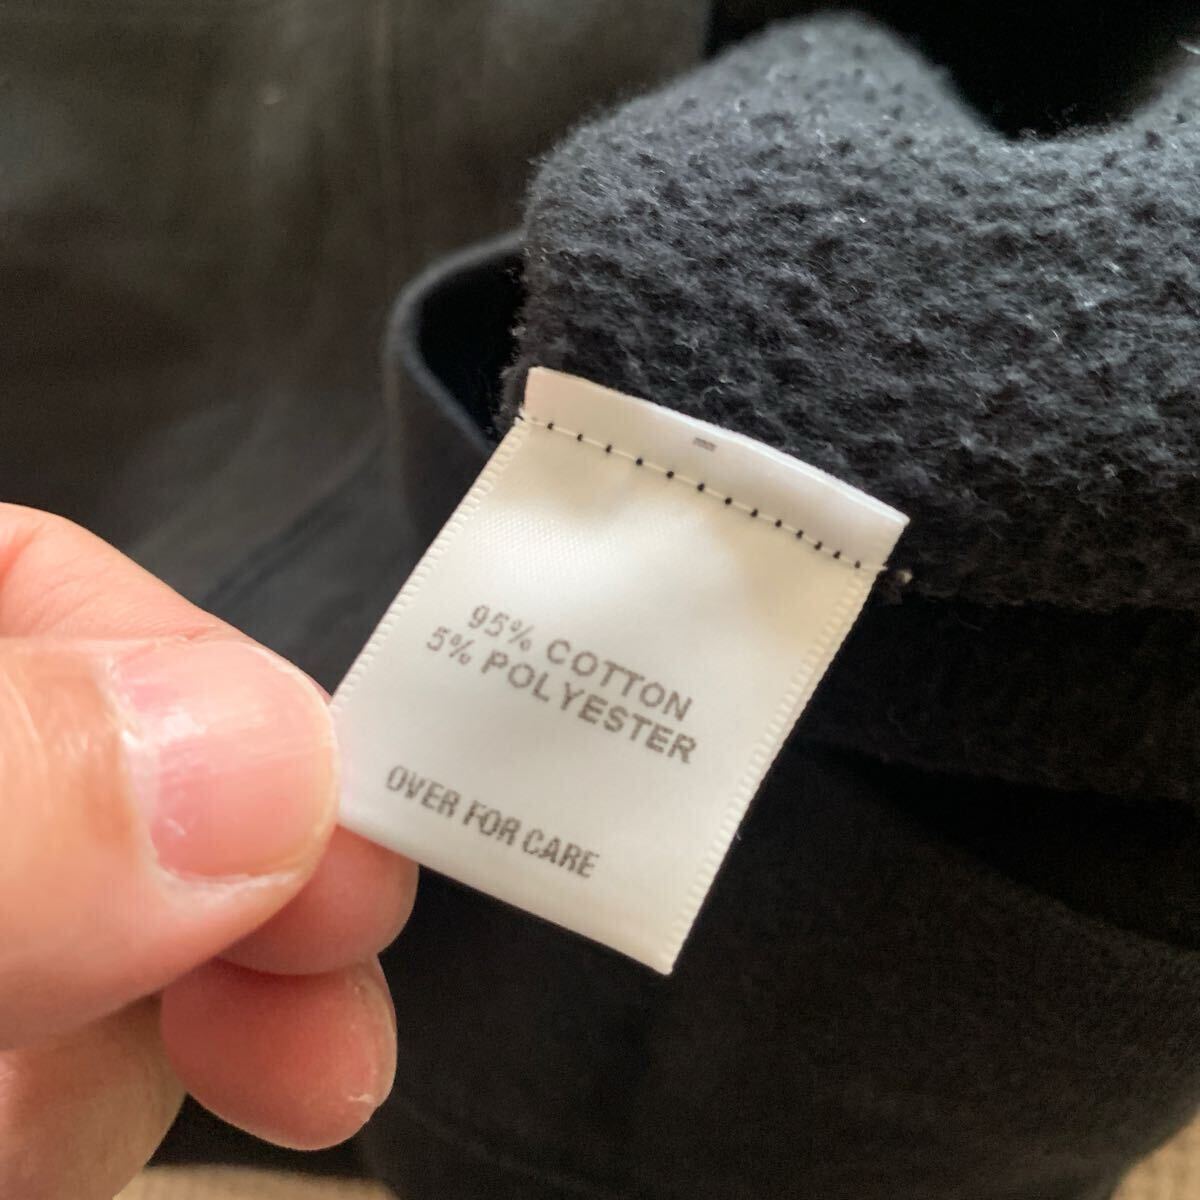 95% COTTON
5% POLYESTER
OVER FOR CARE